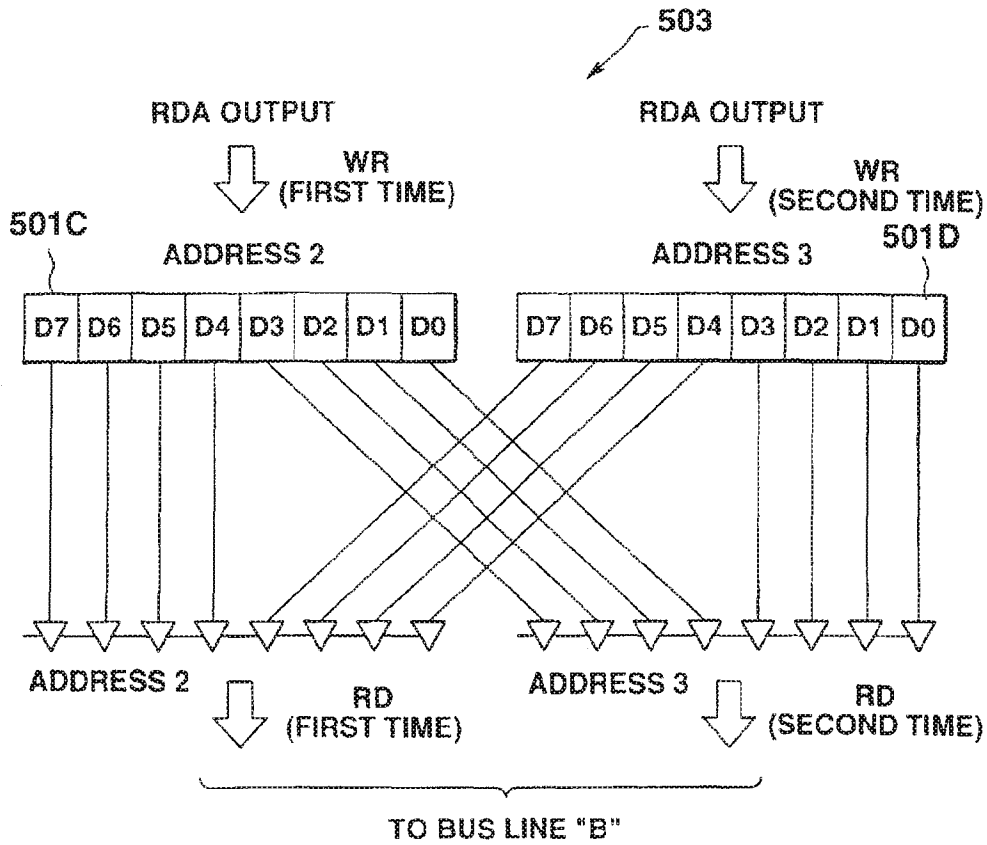 503
RDA OUTPUT
RDA OUTPUT
WR
(FIRST TIME)
WR
(SECOND TIME)
501C
501D
ADDRESS 2
ADDRESS 3
D7 D6 D5 D4 D3 D2 D1 D0
D7 D6 D5 D4 D3 D2 D1 D0
ADDRESS 2
RD
(FIRST TIME)
ADDRESS 3
RD
(SECOND TIME)
TO BUS LINE "B"